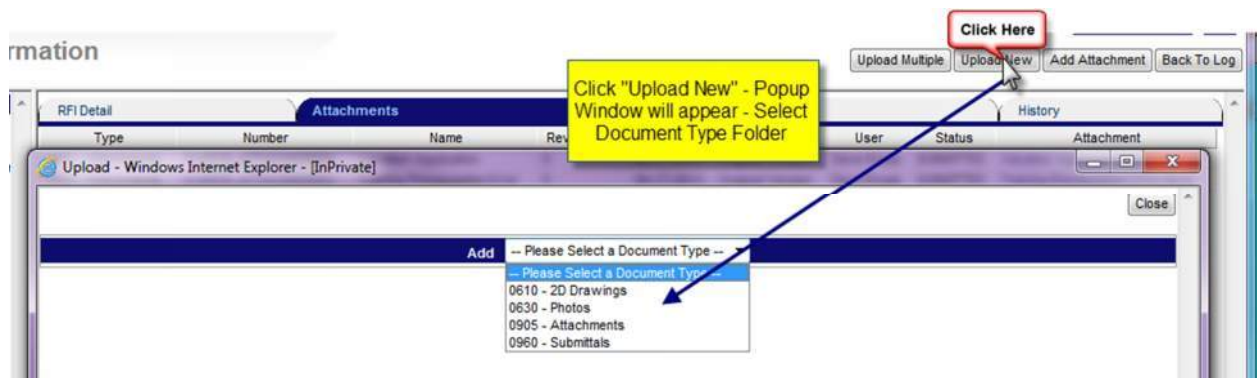 Click Here
rmation
Upload Multiple Upload New Add Attachment Back To Log
Click "Upload New" - Popup
Window will appear - Select
Document Type Folder
RFI Detail Attachments History
Type Number Name Rev User Status Attachment
Upload - Windows Internet Explorer - [InPrivate]
Close
Add -- Please Select a Document Type --
-- Please Select a Document Type --
0610 - 2D Drawings
0630 - Photos
0905 - Attachments
0960 - Submittals